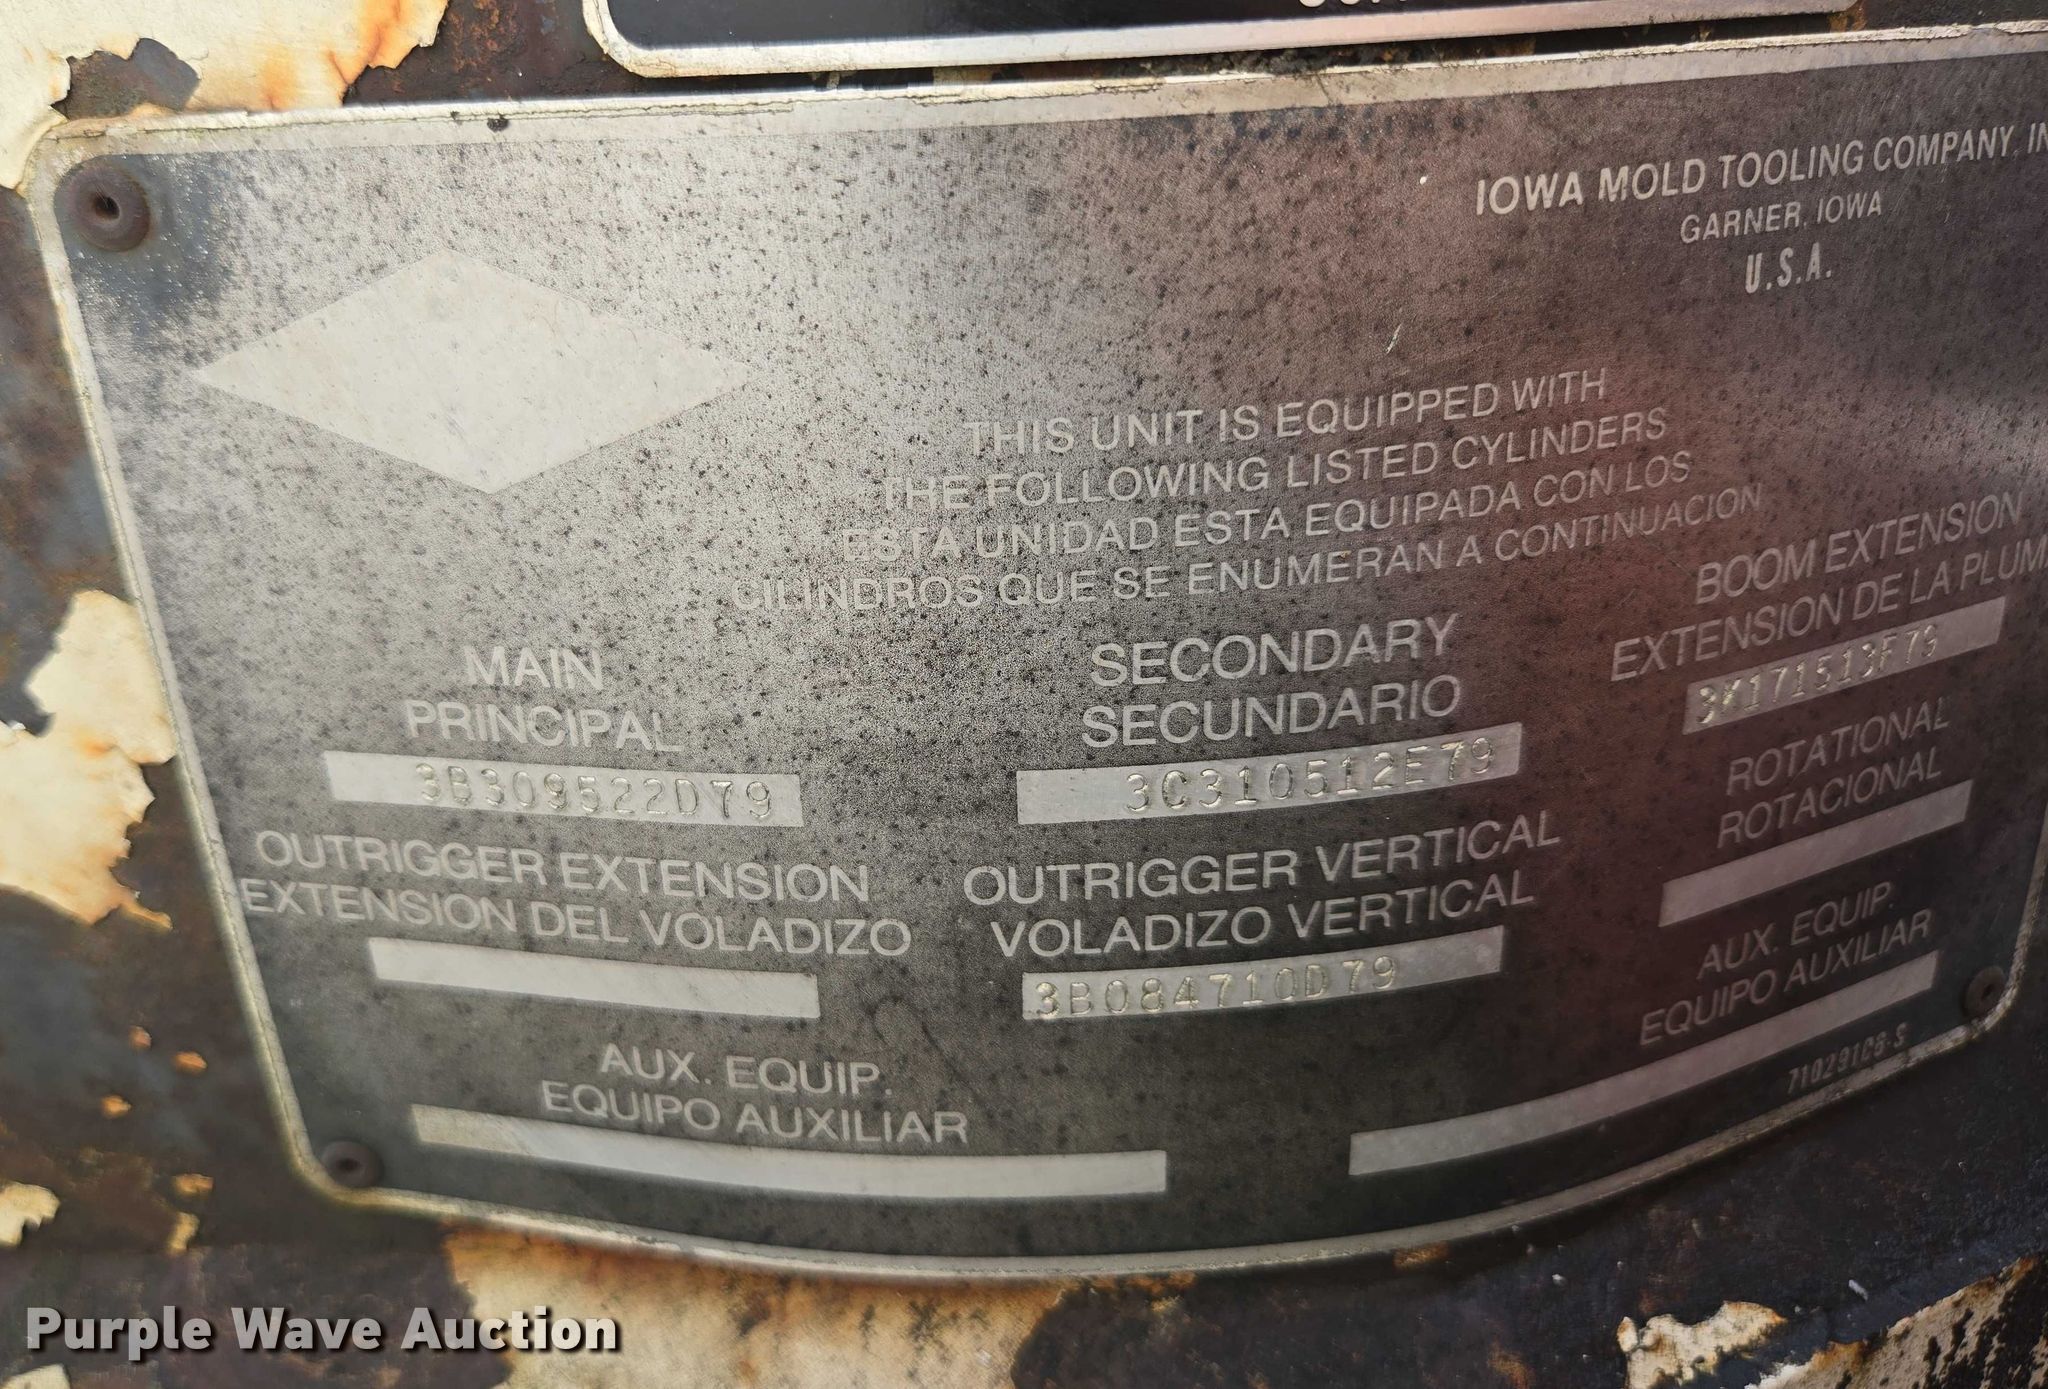 IOWA MOLD TOOLING COMPANY, IN
GARNER, IOWA
U.S.A.
THIS UNIT IS EQUIPPED WITH
THE FOLLOWING LISTED CYLINDERS
ESTA UNIDAD ESTA EQUIPADA CON LOS
CILINDROS QUE SE ENUMERAN A CONTINUACION
MAIN
PRINCIPAL
3B309522D79
SECONDARY
SECUNDARIO
3C310512E79
BOOM EXTENSION
EXTENSION DE LA PLUMA
3K171513F79
OUTRIGGER EXTENSION
EXTENSION DEL VOLADIZO
OUTRIGGER VERTICAL
VOLADIZO VERTICAL
3B084710D79
ROTATIONAL
ROTACIONAL
AUX. EQUIP.
EQUIPO AUXILIAR
AUX. EQUIP.
EQUIPO AUXILIAR
710291C6-S
Purple Wave Auction